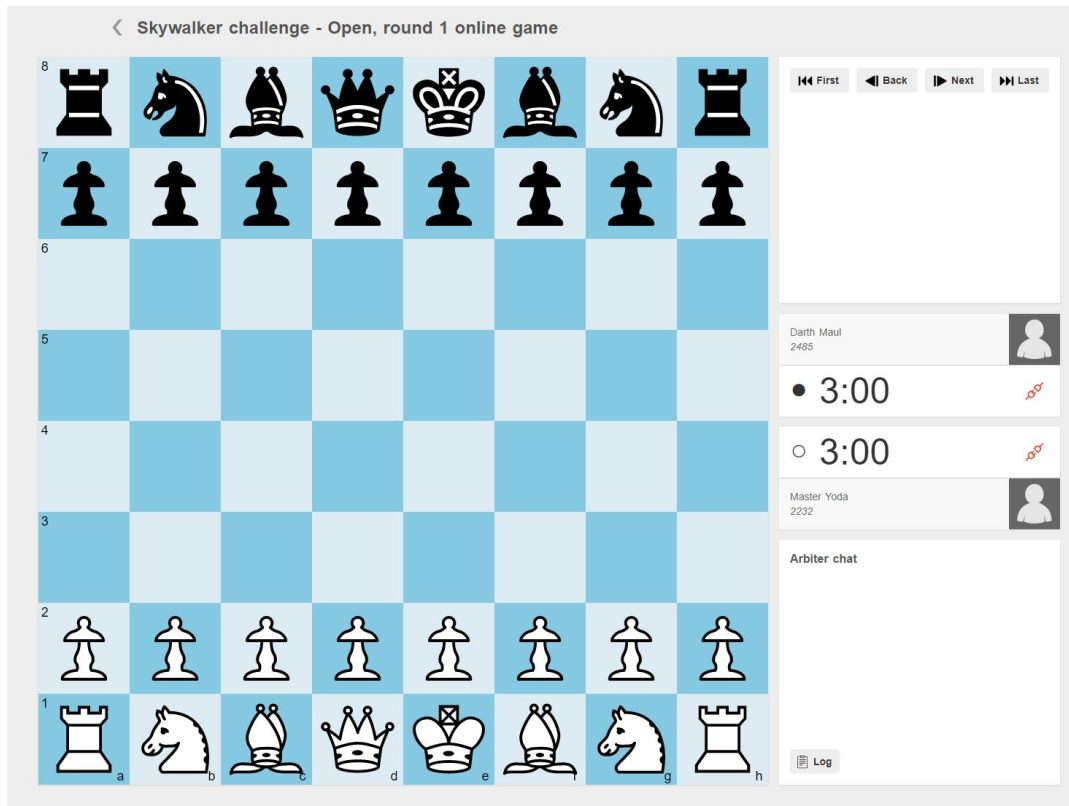 Skywalker challenge - Open, round 1 online game
8
7
6
5
4
3
2
1
a b c d e f g h
First Back Next Last
Darth Maul
2485
3:00
3:00
Master Yoda
2232
Arbiter chat
Log